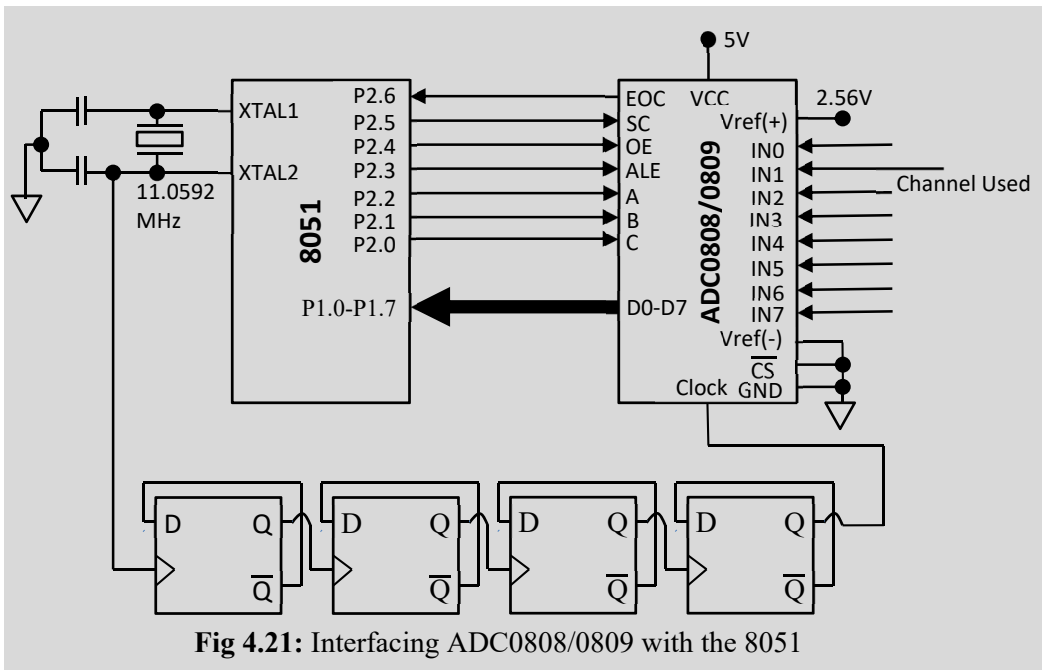 5V
P2.6
P2.5
P2.4
P2.3
P2.2
P2.1
P2.0
P1.0-P1.7
XTAL1
XTAL2
11.0592
MHz
8051
EOC
SC
OE
ALE
A
B
C
D0-D7
VCC
ADC0808/0809
Vref(+)
2.56V
IN0
IN1
Channel Used
IN2
IN3
IN4
IN5
IN6
IN7
Vref(-)
CS
Clock GND
D Q
Q
D Q
Q
D Q
Q
D Q
Q
Fig 4.21: Interfacing ADC0808/0809 with the 8051